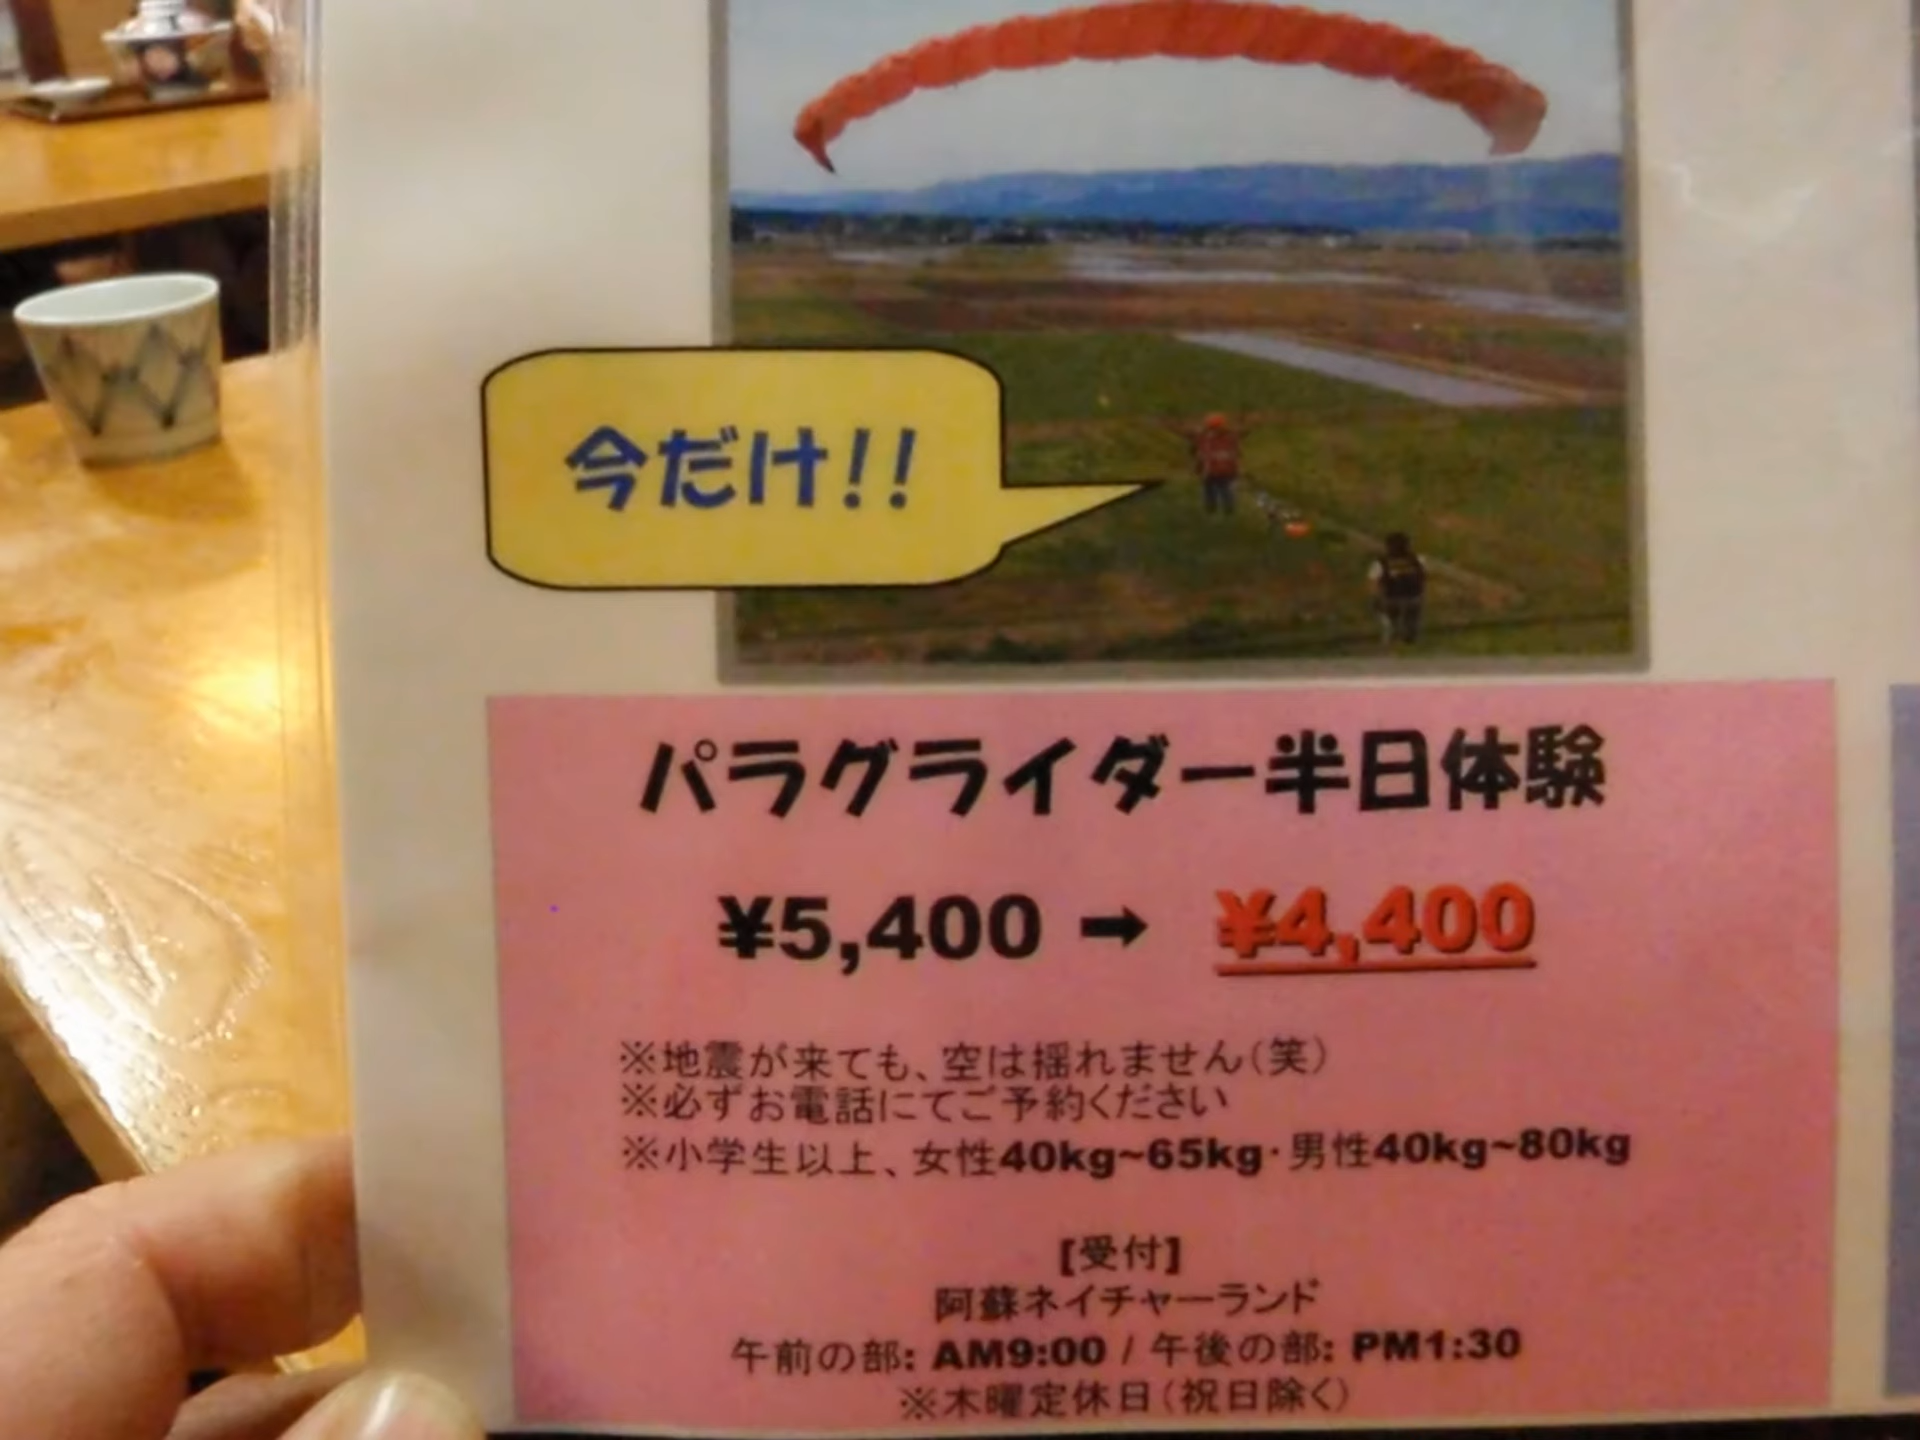 今だけ!!
パラグライダー半日体験
¥5,400 ➡ ¥4,400
※地震が来ても、空は揺れません(笑)
※必ずお電話にてご予約ください
※小学生以上、女性40kg~65kg・男性40kg~80kg
[受付]
阿蘇ネイチャーランド
午前の部: AM9:00 / 午後の部: PM1:30
※木曜定休日(祝日除く)